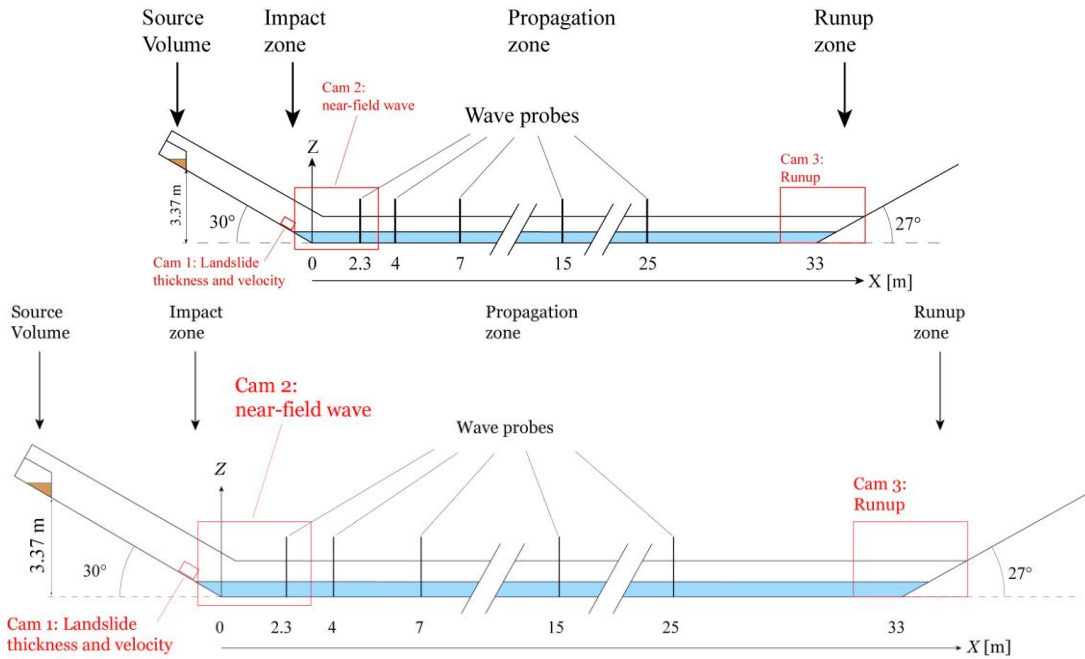 Source
Volume
Impact
zone
Propagation
zone
Runup
zone
Cam 2:
near-field wave
Wave probes
Z
Cam 3:
Runup
3.37 m
30°
27°
Cam 1: Landslide
thickness and velocity
0
2.3
4
7
15
25
33
X [m]
Source
Volume
Impact
zone
Propagation
zone
Runup
zone
Cam 2:
near-field wave
Wave probes
Z
Cam 3:
Runup
3.37 m
30°
27°
Cam 1: Landslide
thickness and velocity
0
2.3
4
7
15
25
33
X [m]